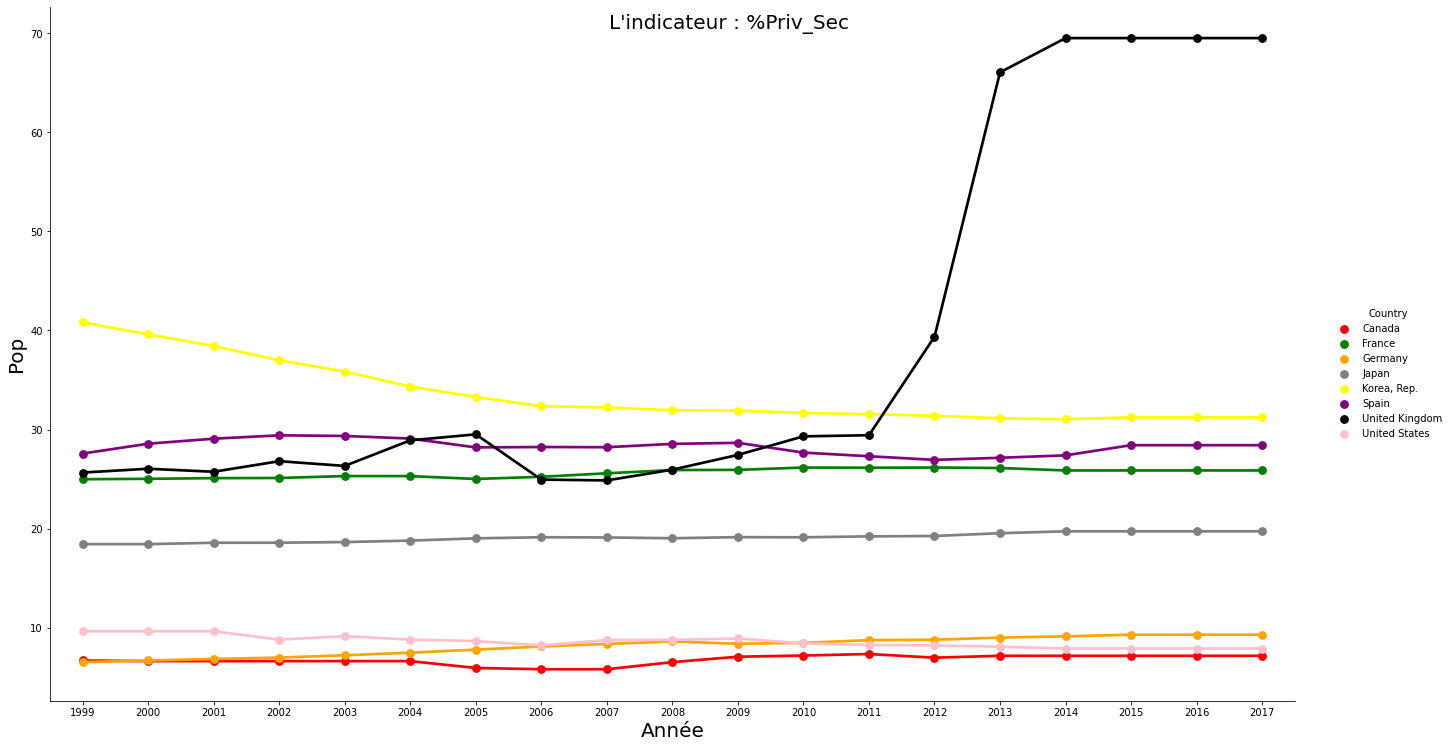 L'indicateur : %Priv_Sec
70
60
50
40
30
20
10
Pop
1999 2000 2001 2002 2003 2004 2005 2006 2007 2008 2009 2010 2011 2012 2013 2014 2015 2016 2017
Année
Country
Canada
France
Germany
Japan
Korea, Rep.
Spain
United Kingdom
United States